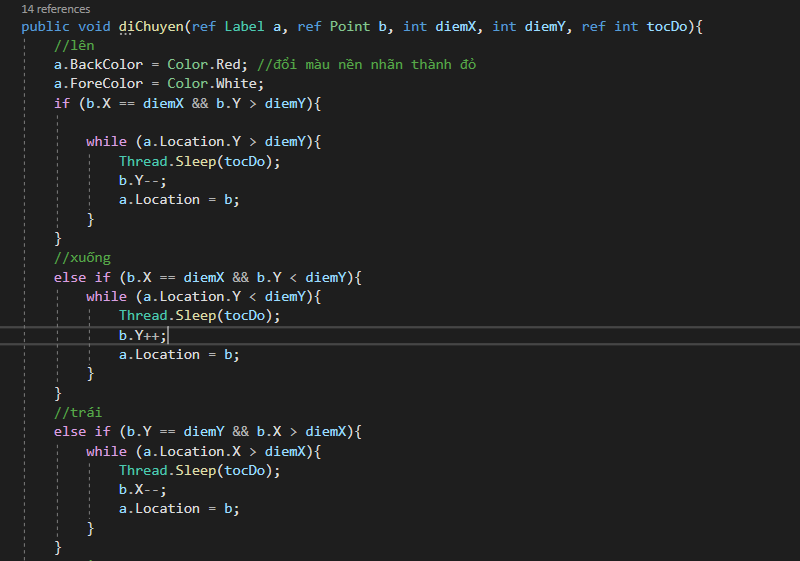 14 references
public void diChuyen(ref Label a, ref Point b, int diemX, int diemY, ref int tocDo){
//lên
a.BackColor = Color.Red; //đổi màu nền nhãn thành đỏ
a.ForeColor = Color.White;
if (b.X == diemX && b.Y > diemY){
while (a.Location.Y > diemY){
Thread.Sleep(tocDo);
b.Y--;
a.Location = b;
}
}
//xuống
else if (b.X == diemX && b.Y < diemY){
while (a.Location.Y < diemY){
Thread.Sleep(tocDo);
b.Y++;
a.Location = b;
}
}
//trái
else if (b.Y == diemY && b.X > diemX){
while (a.Location.X > diemX){
Thread.Sleep(tocDo);
b.X--;
a.Location = b;
}
}